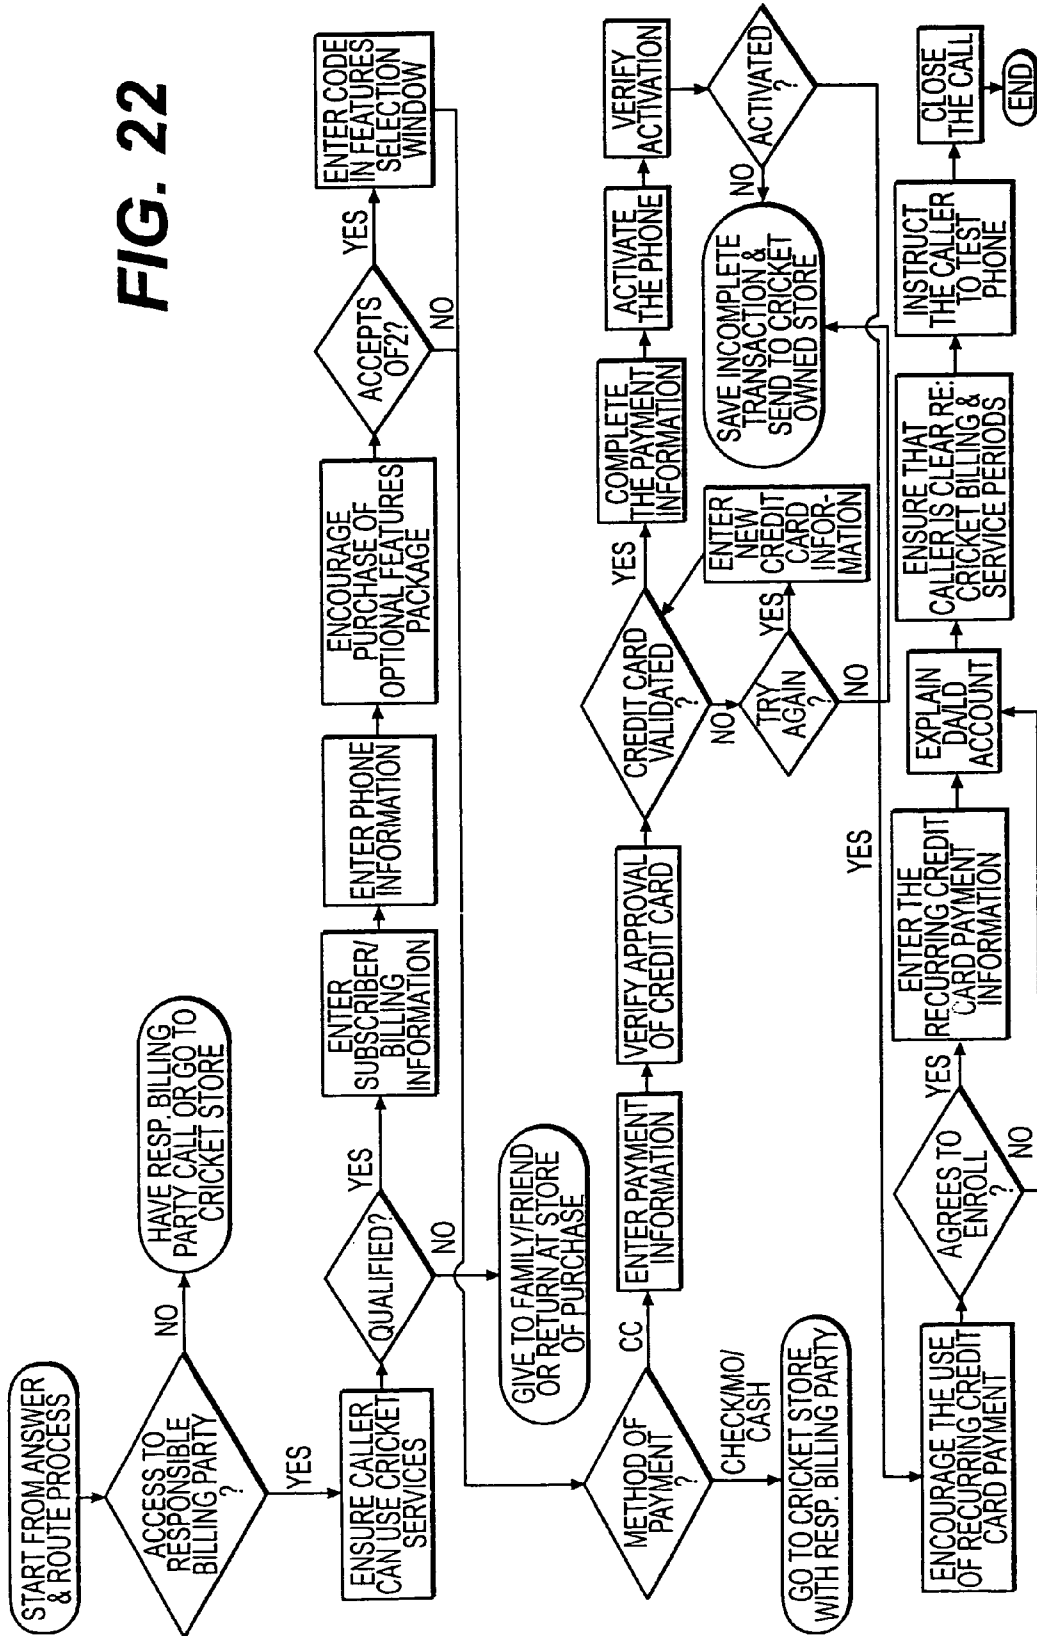 FIG. 22
START FROM ANSWER
& ROUTE PROCESS
ACCESS TO
RESPONSIBLE
BILLING PARTY
?
NO
HAVE RESP. BILLING
PARTY CALL OR GO TO
CRICKET STORE
YES
ENSURE CALLER
CAN USE CRICKET
SERVICES
QUALIFIED?
NO
GIVE TO FAMILY/FRIEND
OR RETURN AT STORE
OF PURCHASE
YES
ENTER
SUBSCRIBER/
BILLING
INFORMATION
ENTER PHONE
INFORMATION
ENCOURAGE
PURCHASE OF
OPTIONAL FEATURES
PACKAGE
ACCEPTS
OF2?
YES
NO
ENTER CODE
IN FEATURES
SELECTION
WINDOW
METHOD OF
PAYMENT
?
CHECK/MO/
CASH
GO TO CRICKET STORE
WITH RESP. BILLING PARTY
CC
ENTER PAYMENT
INFORMATION
VERIFY APPROVAL
OF CREDIT CARD
CREDIT CARD
VALIDATED
?
NO
TRY
AGAIN
?
YES
NO
ENTER
NEW
CREDIT
CARD
INFOR-
MATION
YES
COMPLETE
THE PAYMENT
INFORMATION
ACTIVATE
THE PHONE
VERIFY
ACTIVATION
ACTIVATED
?
NO
SAVE INCOMPLETE
TRANSACTION &
SEND TO CRICKET
OWNED STORE
YES
ENCOURAGE THE USE
OF RECURRING CREDIT
CARD PAYMENT
AGREES TO
ENROLL
?
YES
NO
ENTER THE
RECURRING CREDIT
CARD PAYMENT
INFORMATION
EXPLAIN
DA/LD
ACCOUNT
ENSURE THAT
CALLER IS CLEAR RE:
CRICKET BILLING &
SERVICE PERIODS
INSTRUCT
THE CALLER
TO TEST
PHONE
CLOSE
THE CALL
END